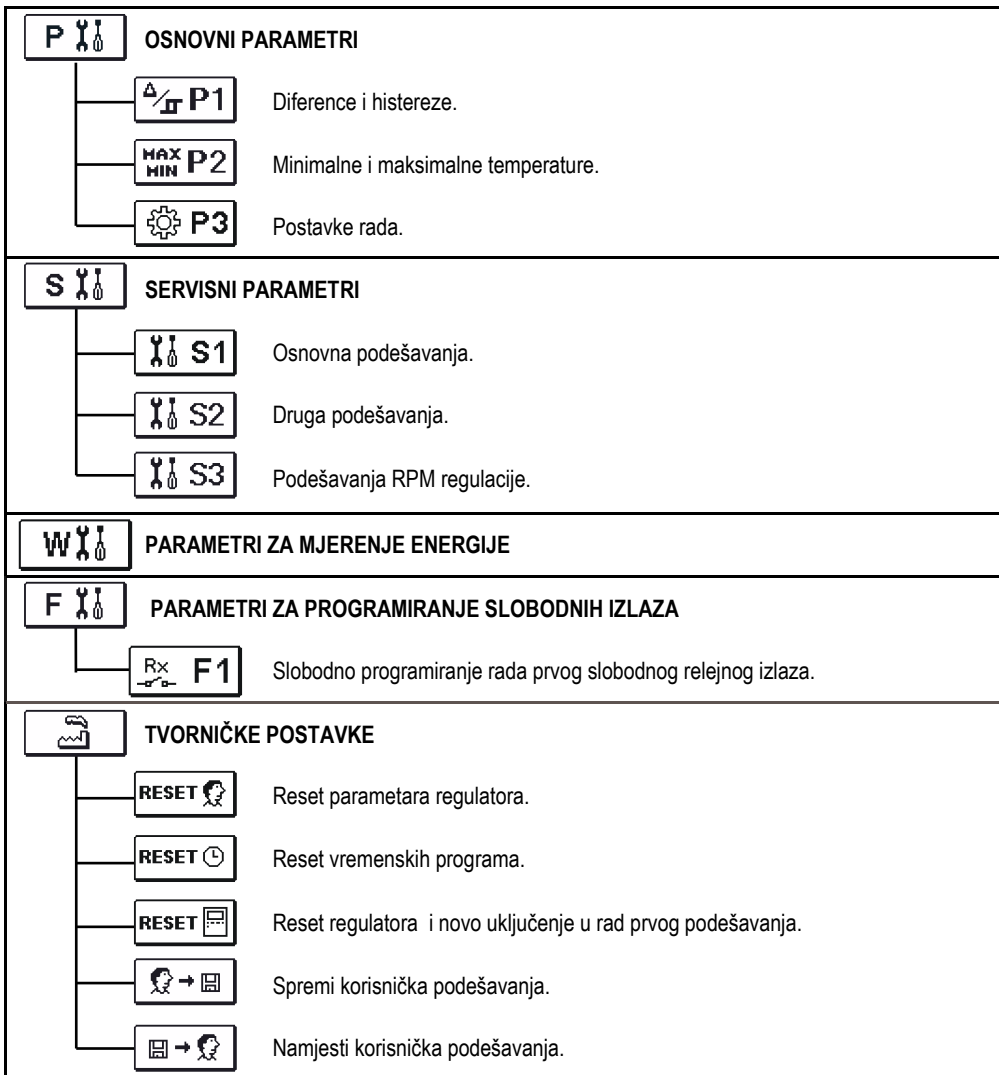 P OSNOVNI PARAMETRI
P1 Diference i histereze.
MAX MIN P2 Minimalne i maksimalne temperature.
P3 Postavke rada.
S SERVISNI PARAMETRI
S1 Osnovna podešavanja.
S2 Druga podešavanja.
S3 Podešavanja RPM regulacije.
W PARAMETRI ZA MJERENJE ENERGIJE
F PARAMETRI ZA PROGRAMIRANJE SLOBODNIH IZLAZA
Rx F1 Slobodno programiranje rada prvog slobodnog relejnog izlaza.
TVORNIČKE POSTAVKE
RESET Reset parametara regulatora.
RESET Reset vremenskih programa.
RESET Reset regulatora i novo uključenje u rad prvog podešavanja.
Spremi korisnička podešavanja.
Namjesti korisnička podešavanja.